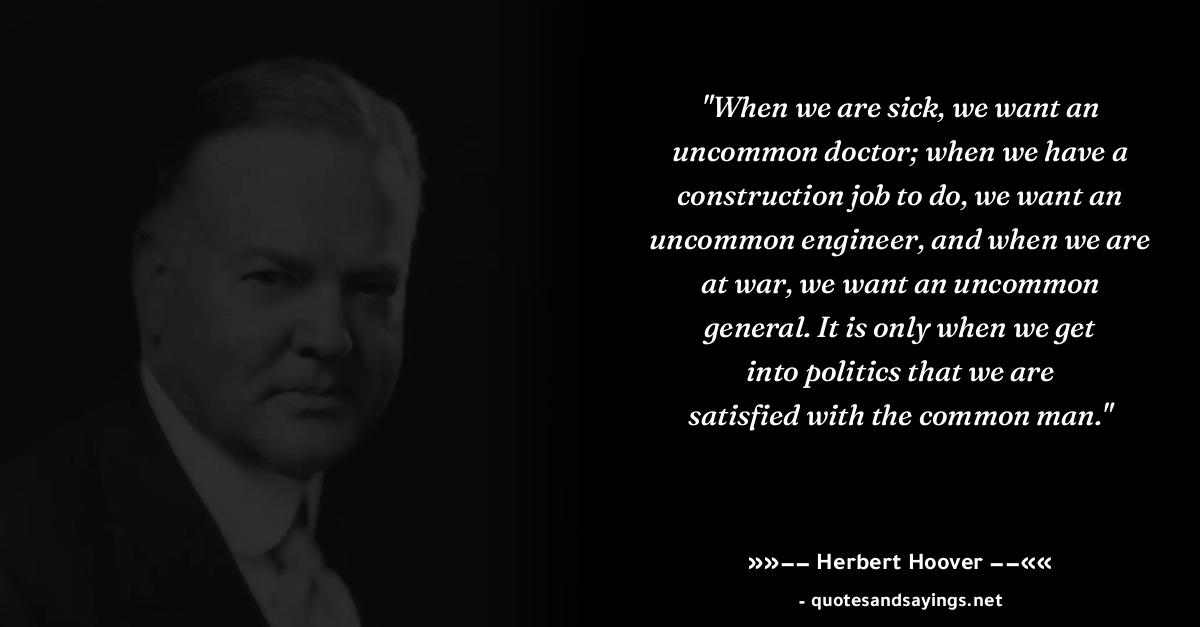 "When we are sick, we want an
uncommon doctor; when we have a
construction job to do, we want an
uncommon engineer, and when we are
at war, we want an uncommon
general. It is only when we get
into politics that we are
satisfied with the common man."
»»–– Herbert Hoover ––««
- quotesandsayings.net